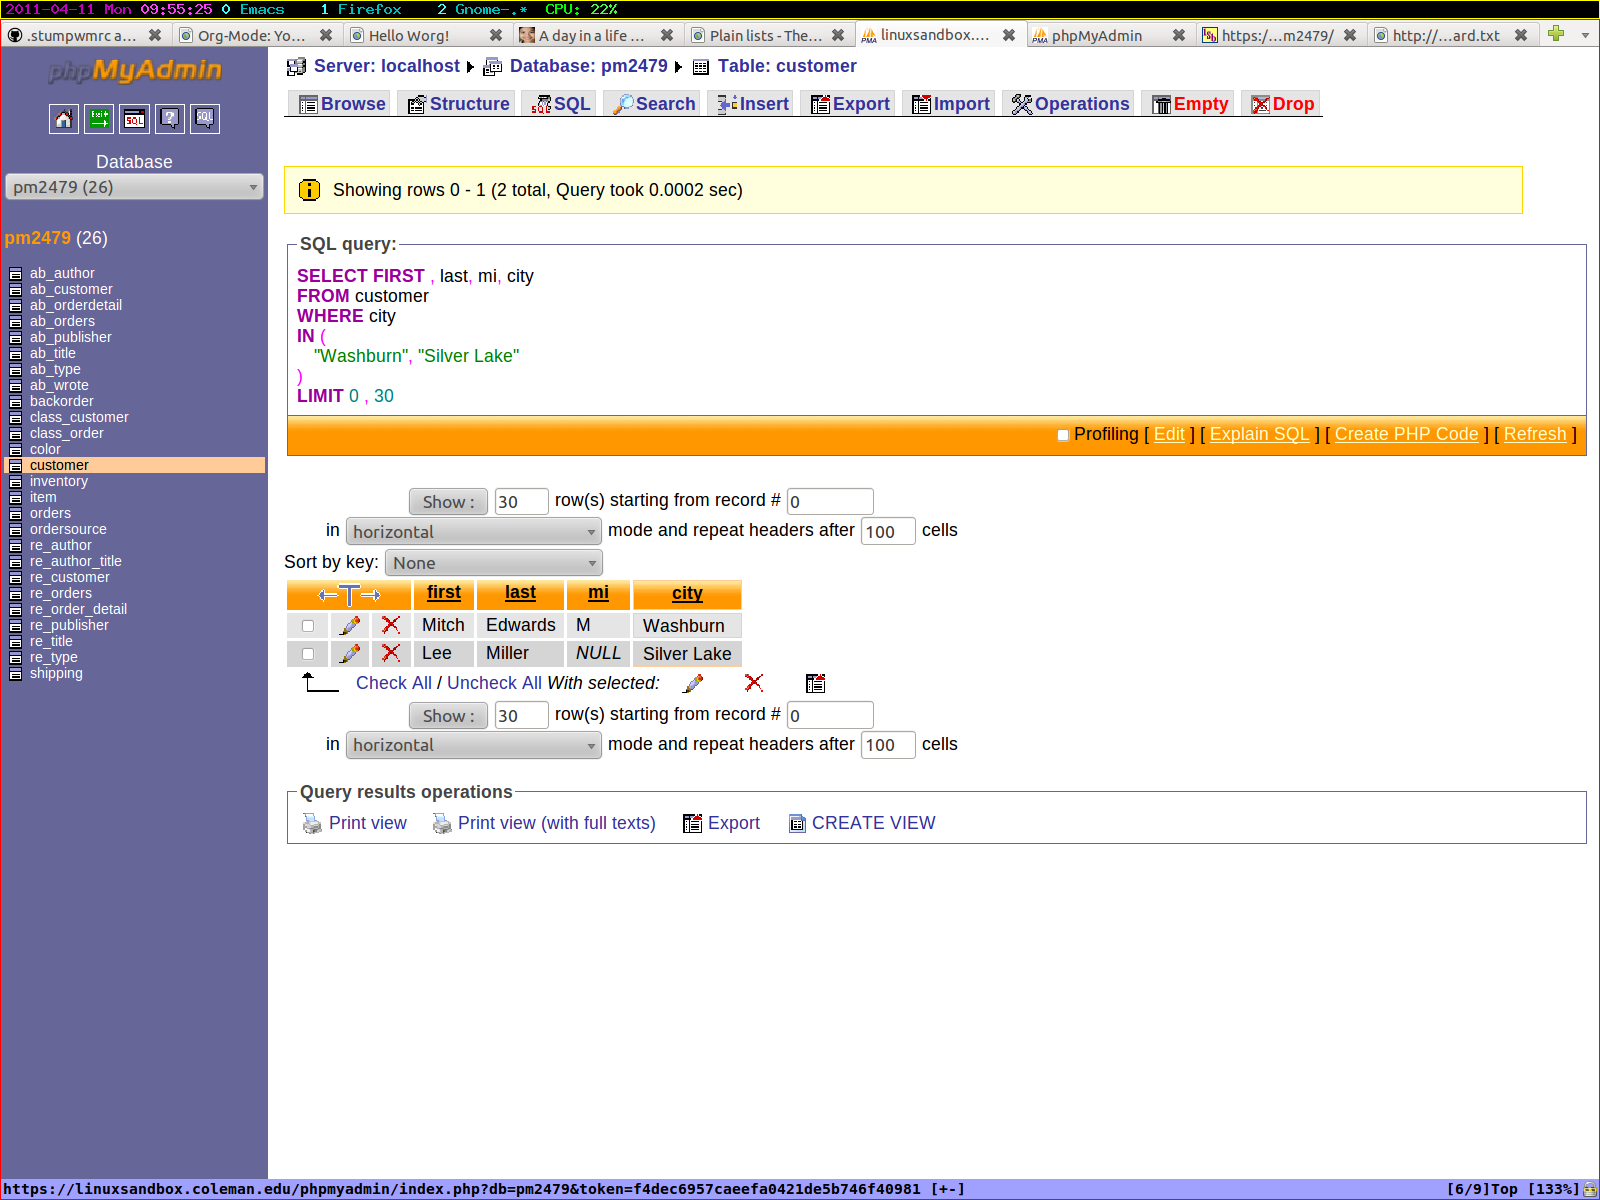 2011-04-11 Mon 09:55:25 0 Emacs 1 Firefox 2 Gnome-.* CPU: 22%
.stumpwmrc a... Org-Mode: Yo... Hello Worg! A day in a life ... Plain lists - The... linuxsandbox.... phpMyAdmin https:/...m2479/ http://...ard.txt
phpMyAdmin
Server: localhost Database: pm2479 Table: customer
Browse Structure SQL Search Insert Export Import Operations Empty Drop
Database
pm2479 (26)
pm2479 (26)
ab_author
ab_customer
ab_orderdetail
ab_orders
ab_publisher
ab_title
ab_type
ab_wrote
backorder
class_customer
class_order
color
customer
inventory
item
orders
ordersource
re_author
re_author_title
re_customer
re_orders
re_order_detail
re_publisher
re_title
re_type
shipping
Showing rows 0 - 1 (2 total, Query took 0.0002 sec)
SQL query:
SELECT FIRST , last, mi, city
FROM customer
WHERE city
IN (
"Washburn", "Silver Lake"
)
LIMIT 0 , 30
Profiling [ Edit ] [ Explain SQL ] [ Create PHP Code ] [ Refresh ]
Show : 30 row(s) starting from record # 0
in horizontal mode and repeat headers after 100 cells
Sort by key: None
first last mi city
Mitch Edwards M Washburn
Lee Miller NULL Silver Lake
Check All / Uncheck All With selected:
Show : 30 row(s) starting from record # 0
in horizontal mode and repeat headers after 100 cells
Query results operations
Print view Print view (with full texts) Export CREATE VIEW
https://linuxsandbox.coleman.edu/phpmyadmin/index.php?db=pm2479&token=f4dec6957caeefa0421de5b746f40981 [+-] [6/9]Top [133%]